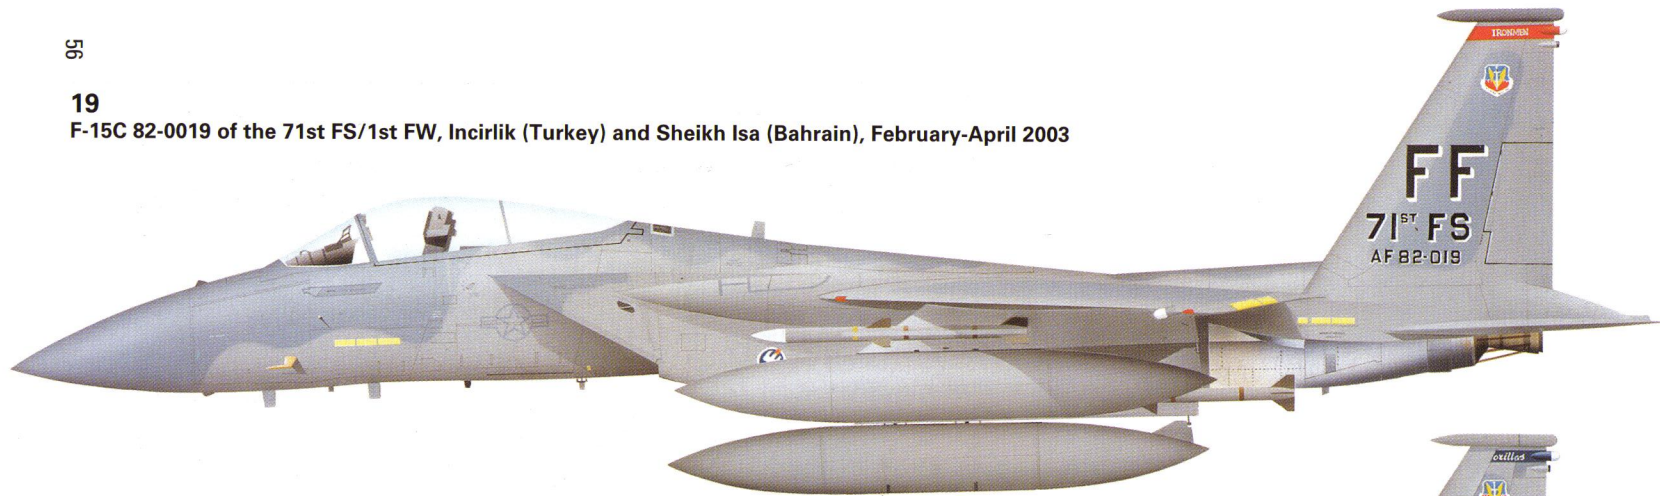 56
19
F-15C 82-0019 of the 71st FS/1st FW, Incirlik (Turkey) and Sheikh Isa (Bahrain), February-April 2003
IRONMEN
FF
71ST FS
AF 82-019